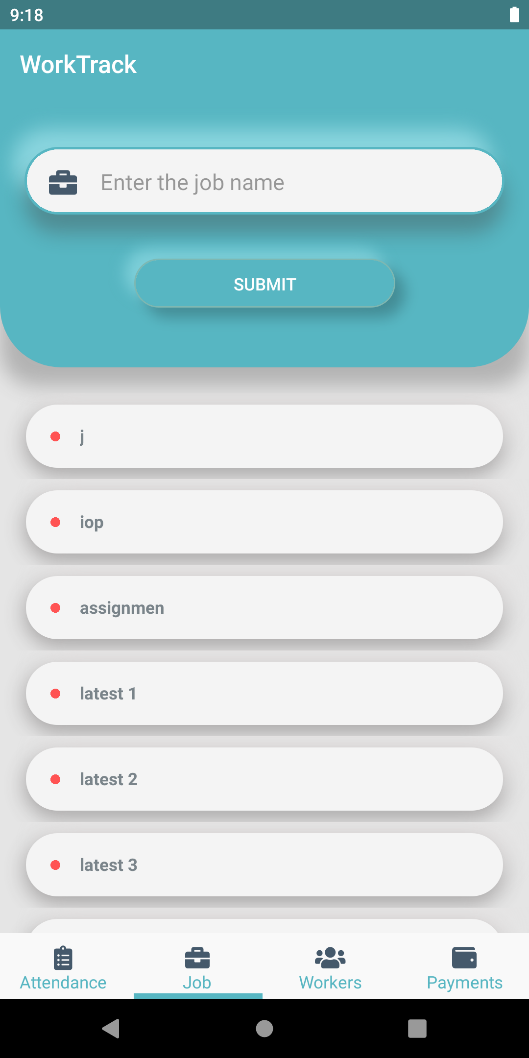 9:18
WorkTrack
Enter the job name
SUBMIT
j
iop
assignmen
latest 1
latest 2
latest 3
Attendance Job Workers Payments